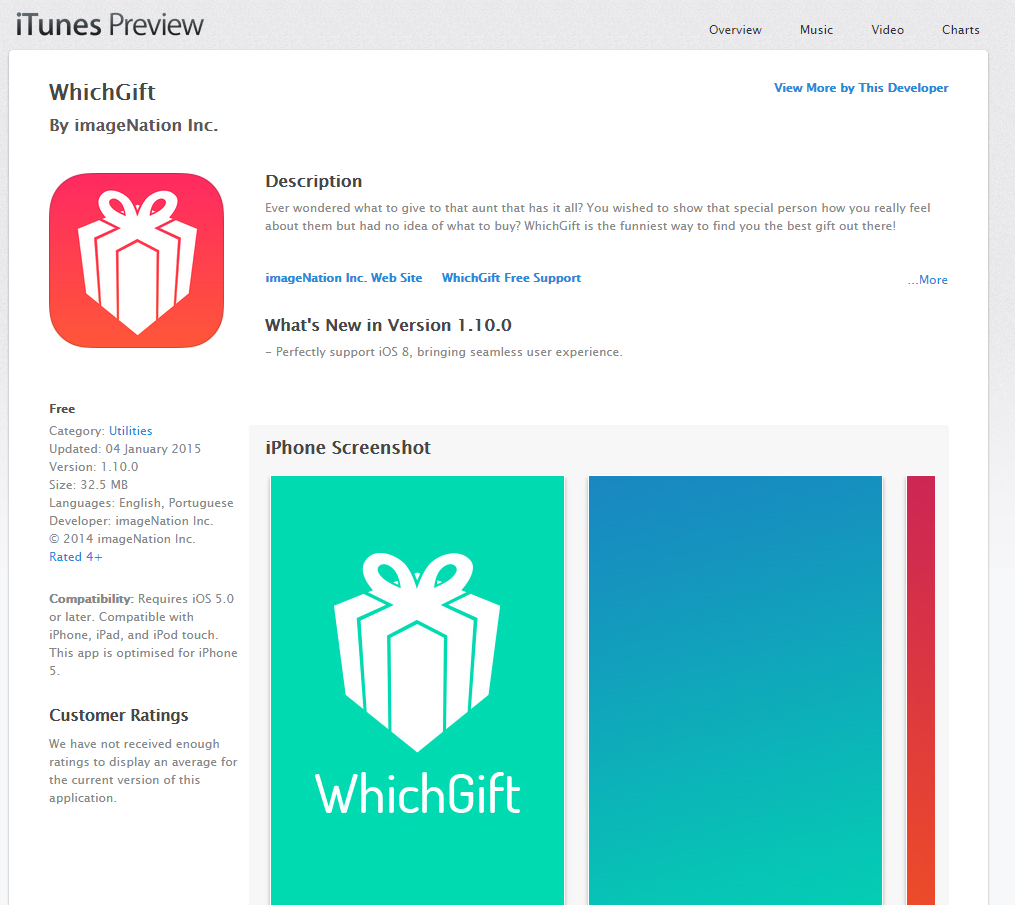 iTunes Preview
Overview Music Video Charts
WhichGift
View More by This Developer
By imageNation Inc.
Description
Ever wondered what to give to that aunt that has it all? You wished to show that special person how you really feel
about them but had no idea of what to buy? WhichGift is the funniest way to find you the best gift out there!
imageNation Inc. Web Site WhichGift Free Support ...More
What's New in Version 1.10.0
- Perfectly support iOS 8, bringing seamless user experience.
Free
Category: Utilities
Updated: 04 January 2015
Version: 1.10.0
Size: 32.5 MB
Languages: English, Portuguese
Developer: imageNation Inc.
© 2014 imageNation Inc.
Rated 4+
Compatibility: Requires iOS 5.0
or later. Compatible with
iPhone, iPad, and iPod touch.
This app is optimised for iPhone
5.
Customer Ratings
We have not received enough
ratings to display an average for
the current version of this
application.
iPhone Screenshot
WhichGift